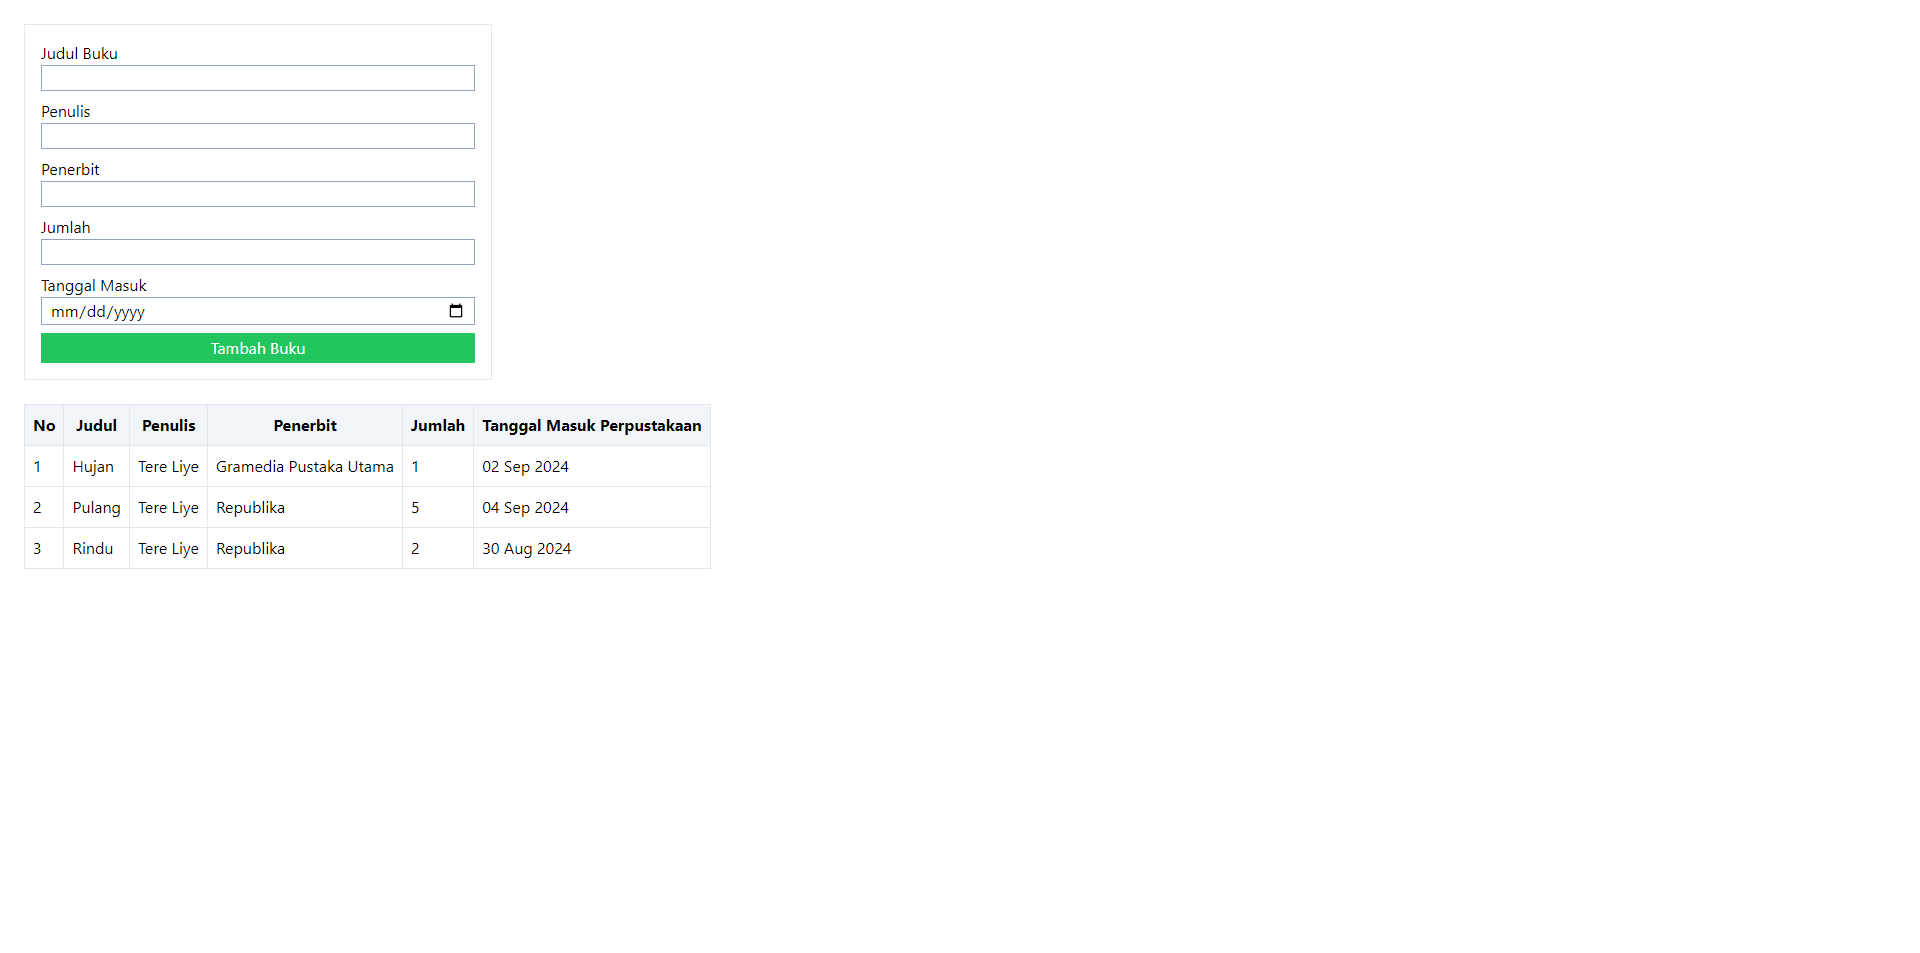 Judul Buku
Penulis
Penerbit
Jumlah
Tanggal Masuk
mm/dd/yyyy
Tambah Buku
No Judul Penulis Penerbit Jumlah Tanggal Masuk Perpustakaan
1 Hujan Tere Liye Gramedia Pustaka Utama 1 02 Sep 2024
2 Pulang Tere Liye Republika 5 04 Sep 2024
3 Rindu Tere Liye Republika 2 30 Aug 2024